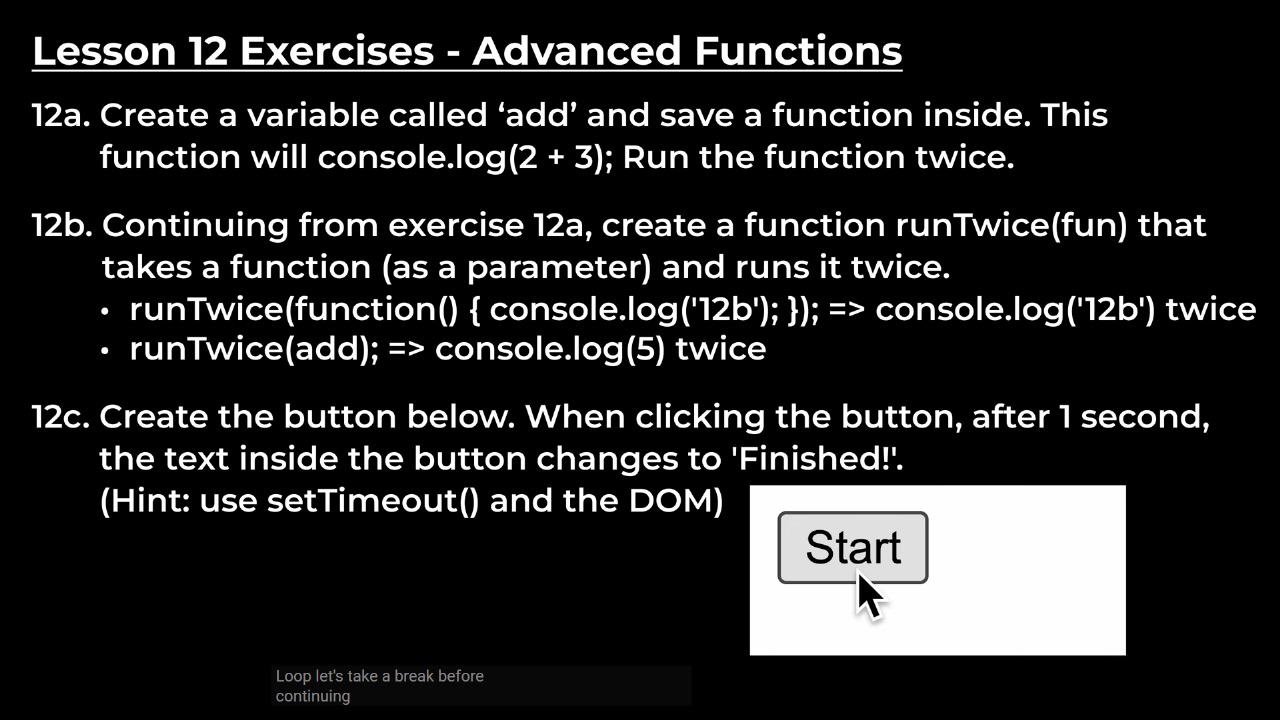 Lesson 12 Exercises - Advanced Functions
12a. Create a variable called ‘add’ and save a function inside. This
function will console.log(2 + 3); Run the function twice.
12b. Continuing from exercise 12a, create a function runTwice(fun) that
takes a function (as a parameter) and runs it twice.
• runTwice(function() { console.log('12b'); }); => console.log('12b') twice
• runTwice(add); => console.log(5) twice
12c. Create the button below. When clicking the button, after 1 second,
the text inside the button changes to 'Finished!'.
(Hint: use setTimeout() and the DOM)
Start
Loop let's take a break before
continuing